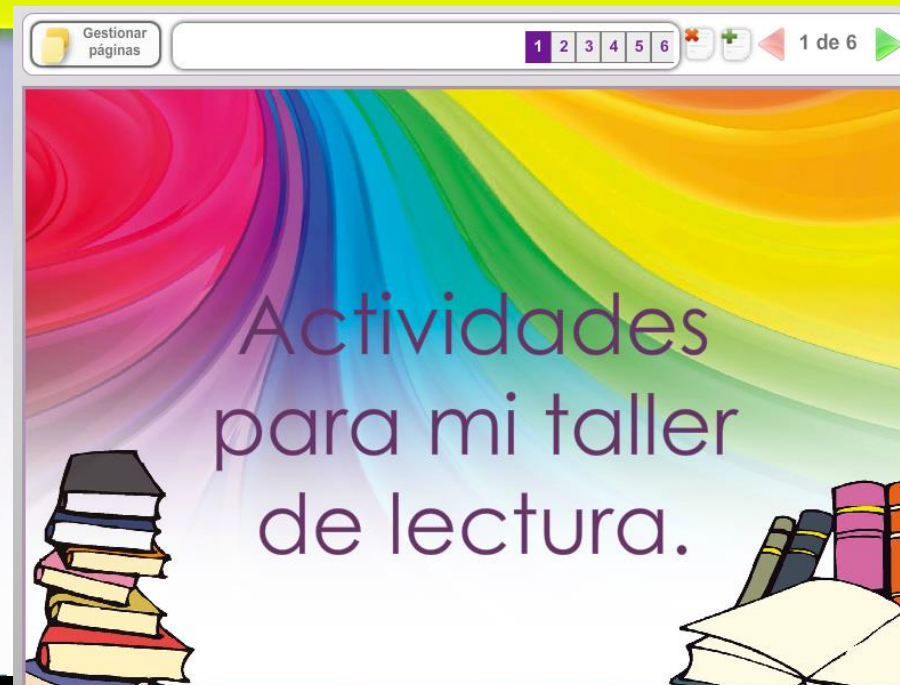 Gestionar
páginas
1 2 3 4 5 6
1 de 6
Actividades
para mi taller
de lectura.